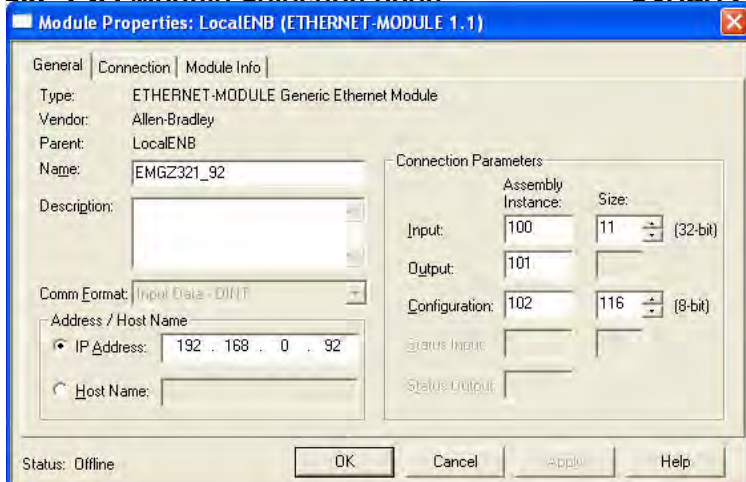 Module Properties: LocalENB (ETHERNET-MODULE 1.1)
General Connection Module Info
Type: ETHERNET-MODULE Generic Ethernet Module
Vendor: Allen-Bradley
Parent: LocalENB
Name: EMGZ321_92
Description:
Comm Format: Input Data - DINT
Address / Host Name
IP Address: 192 . 168 . 0 . 92
Host Name:
Connection Parameters
Assembly Instance: Size:
Input: 100 11 (32-bit)
Output: 101
Configuration: 102 116 (8-bit)
Status Input:
Status Output:
Status: Offline OK Cancel Apply Help